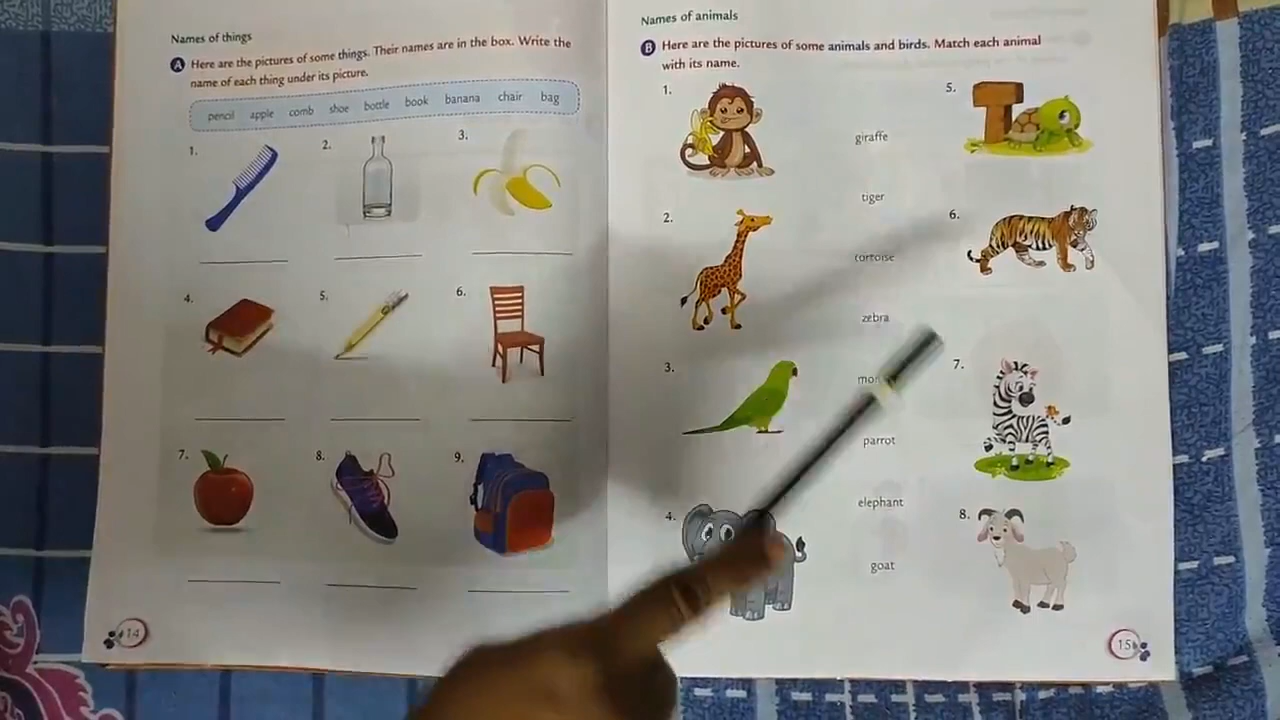 Names of things
A Here are the pictures of some things. Their names are in the box. Write the
name of each thing under its picture.
pencil apple comb shoe bottle book banana chair bag
1. 2. 3.
4. 5. 6.
7. 8. 9.
14
Names of animals
B Here are the pictures of some animals and birds. Match each animal
with its name.
1. 5.
giraffe
tiger
2. 6.
tortoise
zebra
3. 7.
parrot
elephant
4. 8.
goat
15